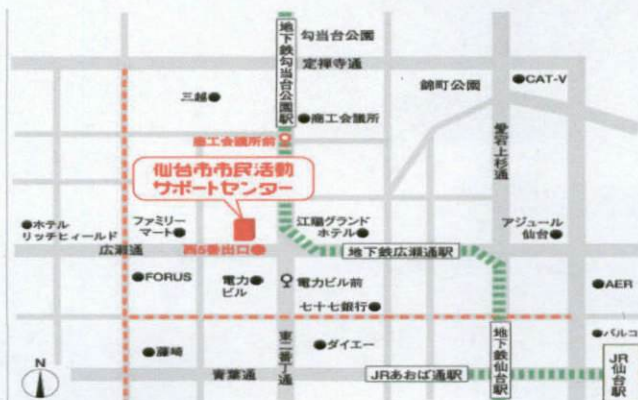 地下鉄勾当台公園駅
勾当台公園
定禅寺通
錦町公園
CAT-V
三越
商工会議所
商工会議所前
愛宕上杉通
仙台市市民活動
サポートセンター
ホテル
リッチヒィールド
ファミリー
マート
江陽グランド
ホテル
アジュール
仙台
広瀬通
西5番出口
地下鉄広瀬通駅
FORUS
電力
ビル
電力ビル前
AER
七十七銀行
パルコ
藤崎
東二番丁通
ダイエー
地下鉄仙台駅
N
青葉通
JRあおば通駅
JR
仙台駅